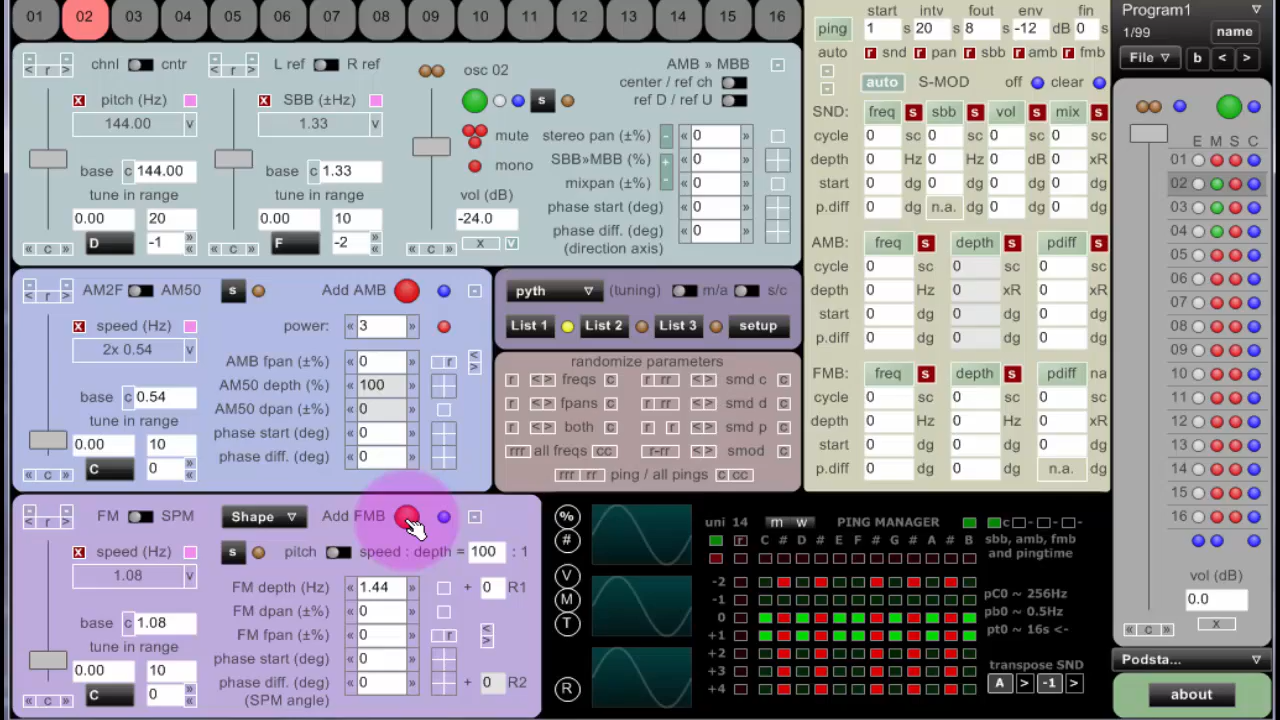 01 02 03 04 05 06 07 08 09 10 11 12 13 14 15 16
chnl cntr L ref R ref osc 02 AMB » MBB
center / ref ch
ref D / ref U
x pitch (Hz) x SBB (±Hz) s
144.00 v 1.33 v mute stereo pan (±%) - « 0 »
mono SBB»MBB (%) + « 0 »
base c 144.00 base c 1.33 mixpan (±%) - « 0 »
tune in range tune in range vol (dB) phase start (deg) « 0 »
0.00 20 0.00 10 -24.0 phase diff. (deg) « 0 »
« c » D -1 « c » F -2 « c » x v (direction axis)
AM2F AM50 s Add AMB
x speed (Hz) power: « 3 »
2x 0.54 v AMB fpan (±%) « 0 » r
AM50 depth (%) « 100 »
base c 0.54 AM50 dpan (±%) « 0 »
tune in range phase start (deg) « 0 »
0.00 10 phase diff. (deg) « 0 »
« c » C 0
FM SPM Shape ▽ Add FMB
x speed (Hz) s pitch speed : depth = 100 : 1
1.08 v FM depth (Hz) « 1.44 » + 0 R1
FM dpan (±%) « 0 »
base c 1.08 FM fpan (±%) « 0 » r < >
tune in range phase start (deg) « 0 »
0.00 10 phase diff. (deg) « 0 » + 0 R2
« c » C 0 (SPM angle)
pyth ▽ (tuning) m/a s/c
List 1 List 2 List 3 setup
randomize parameters
r < > freqs c r rr < > smd c c
r < > fpans c r rr < > smd d c
r < > both c r r < > smd p c
rrr all freqs cc r-rr < > smod c
rrr rr ping / all pings c cc
% # V M T R
uni 14 m w PING MANAGER c - - -
r C # D # E F # G # A # B sbb, amb, fmb
and pingtime
-2
-1 pC0 ~ 256Hz
0 pb0 ~ 0.5Hz
+1 pt0 ~ 16s <-
+2
+3 transpose SND
+4 A > -1 >
start intv fout env fin
ping 1 s 20 s 8 s -12 dB 0 s
auto r snd r pan r sbb r amb r fmb
auto S-MOD off clear
SND: freq s sbb s vol s mix s
cycle 0 sc 0 sc 0 sc 0 sc
depth 0 Hz 0 Hz 0 dB 0 xR
start 0 dg 0 dg 0 dg 0 dg
p.diff 0 dg n.a. 0 dg 0 dg
AMB: freq s depth s pdiff s
cycle 0 sc 0 sc 0 sc
depth 0 Hz 0 xR 0 dg
start 0 dg 0 dg 0 dg
p.diff 0 dg 0 dg 0 dg
FMB: freq s depth s pdiff na
cycle 0 sc 0 sc 0 sc
depth 0 Hz 0 Hz 0 xR
start 0 dg 0 dg 0 dg
p.diff 0 dg 0 dg n.a. dg
Program1 ▽
1/99 name
File ▽ b < >
E M S C
01
02
03
04
05
06
07
08
09
10
11
12
13
14
15
16
vol (dB)
0.0
« c » x
Podsta... ▽
about